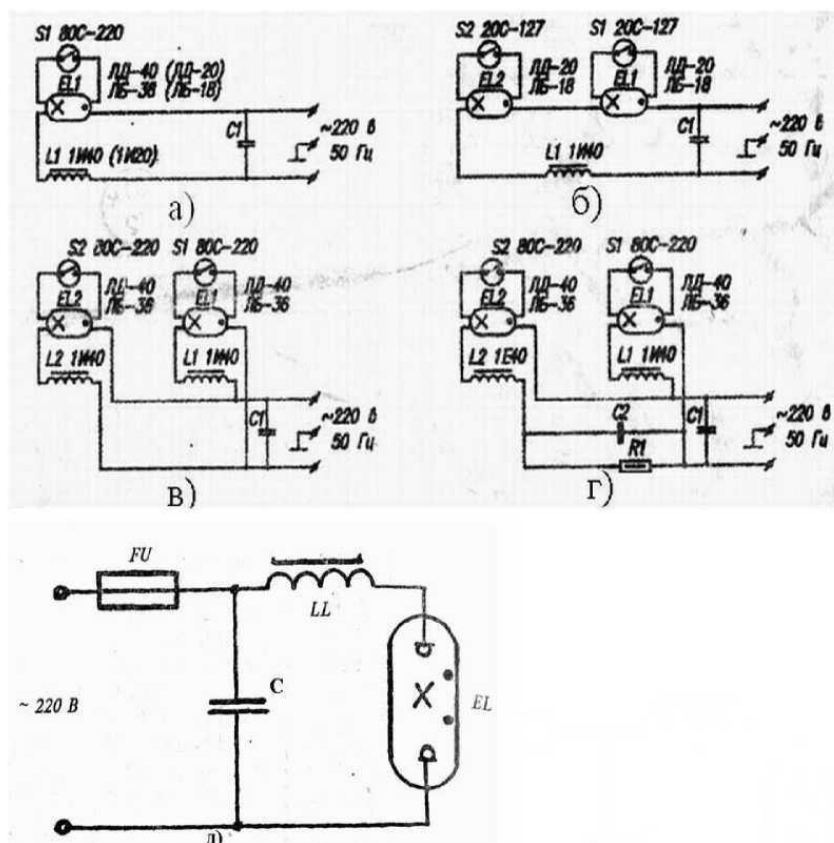 S1 80С-220
EL1
ЛД-40 (ЛД-20)
ЛБ-36 (ЛБ-18)
C1
~220 В
50 Гц
L1 1И40 (1И20)
а)
S2 20С-127
S1 20С-127
EL2
ЛД-20
ЛБ-18
EL1
ЛД-20
ЛБ-18
C1
~220 В
50 Гц
L1 1И40
б)
S2 80С-220
S1 80С-220
EL2
ЛД-40
ЛБ-36
EL1
ЛД-40
ЛБ-36
L2 1И40
L1 1И40
C1
~220 В
50 Гц
в)
S2 80С-220
S1 80С-220
EL2
ЛД-40
ЛБ-36
EL1
ЛД-40
ЛБ-36
L2 1Е40
L1 1И40
C2
C1
~220 В
50 Гц
R1
г)
FU
LL
C
EL
~ 220 В
д)